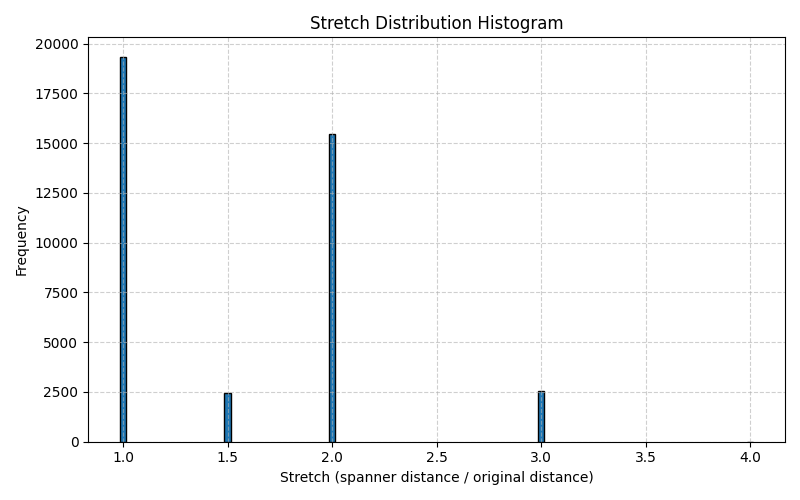 Stretch Distribution Histogram
Frequency
20000
17500
15000
12500
10000
7500
5000
2500
0
1.0 1.5 2.0 2.5 3.0 3.5 4.0
Stretch (spanner distance / original distance)